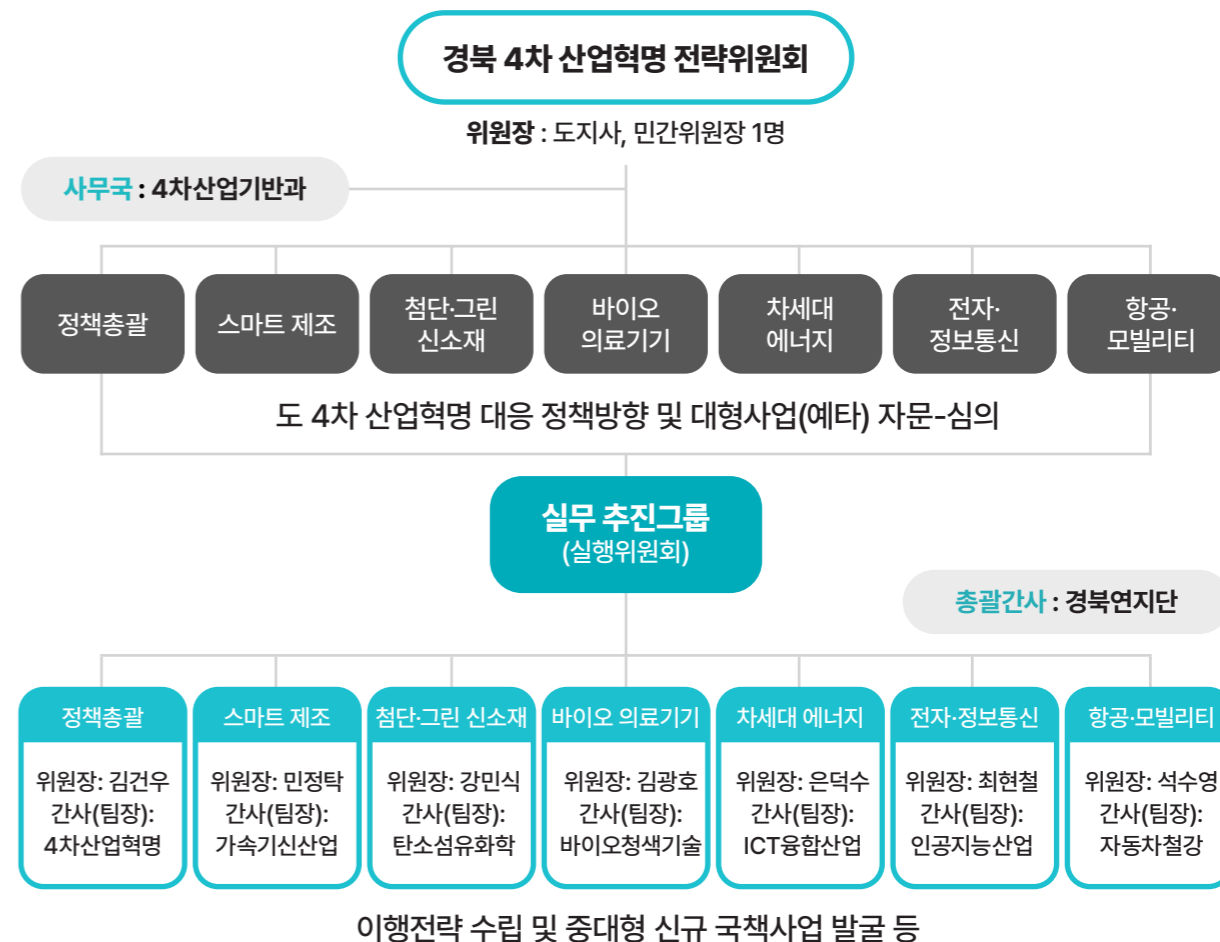 경북 4차 산업혁명 전략위원회
위원장 : 도지사, 민간위원장 1명
사무국 : 4차산업기반과
정책총괄
스마트 제조
첨단·그린
신소재
바이오
의료기기
차세대
에너지
전자·
정보통신
항공·
모빌리티
도 4차 산업혁명 대응 정책방향 및 대형사업(예타) 자문-심의
실무 추진그룹
(실행위원회)
총괄간사 : 경북연지단
정책총괄
위원장: 김건우
간사(팀장):
4차산업혁명
스마트 제조
위원장: 민정탁
간사(팀장):
가속기신산업
첨단·그린 신소재
위원장: 강민식
간사(팀장):
탄소섬유화학
바이오 의료기기
위원장: 김광호
간사(팀장):
바이오청색기술
차세대 에너지
위원장: 은덕수
간사(팀장):
ICT융합산업
전자·정보통신
위원장: 최현철
간사(팀장):
인공지능산업
항공·모빌리티
위원장: 석수영
간사(팀장):
자동차철강
이행전략 수립 및 중대형 신규 국책사업 발굴 등